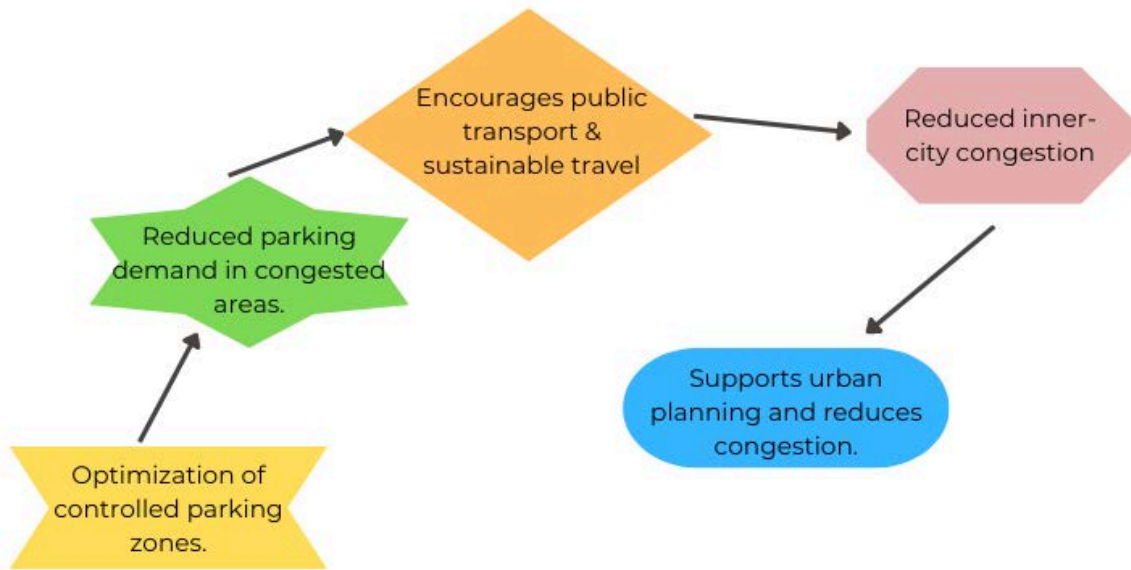 Encourages public
transport &
sustainable travel
Reduced inner-
city congestion
Reduced parking
demand in congested
areas.
Supports urban
planning and reduces
congestion.
Optimization of
controlled parking
zones.